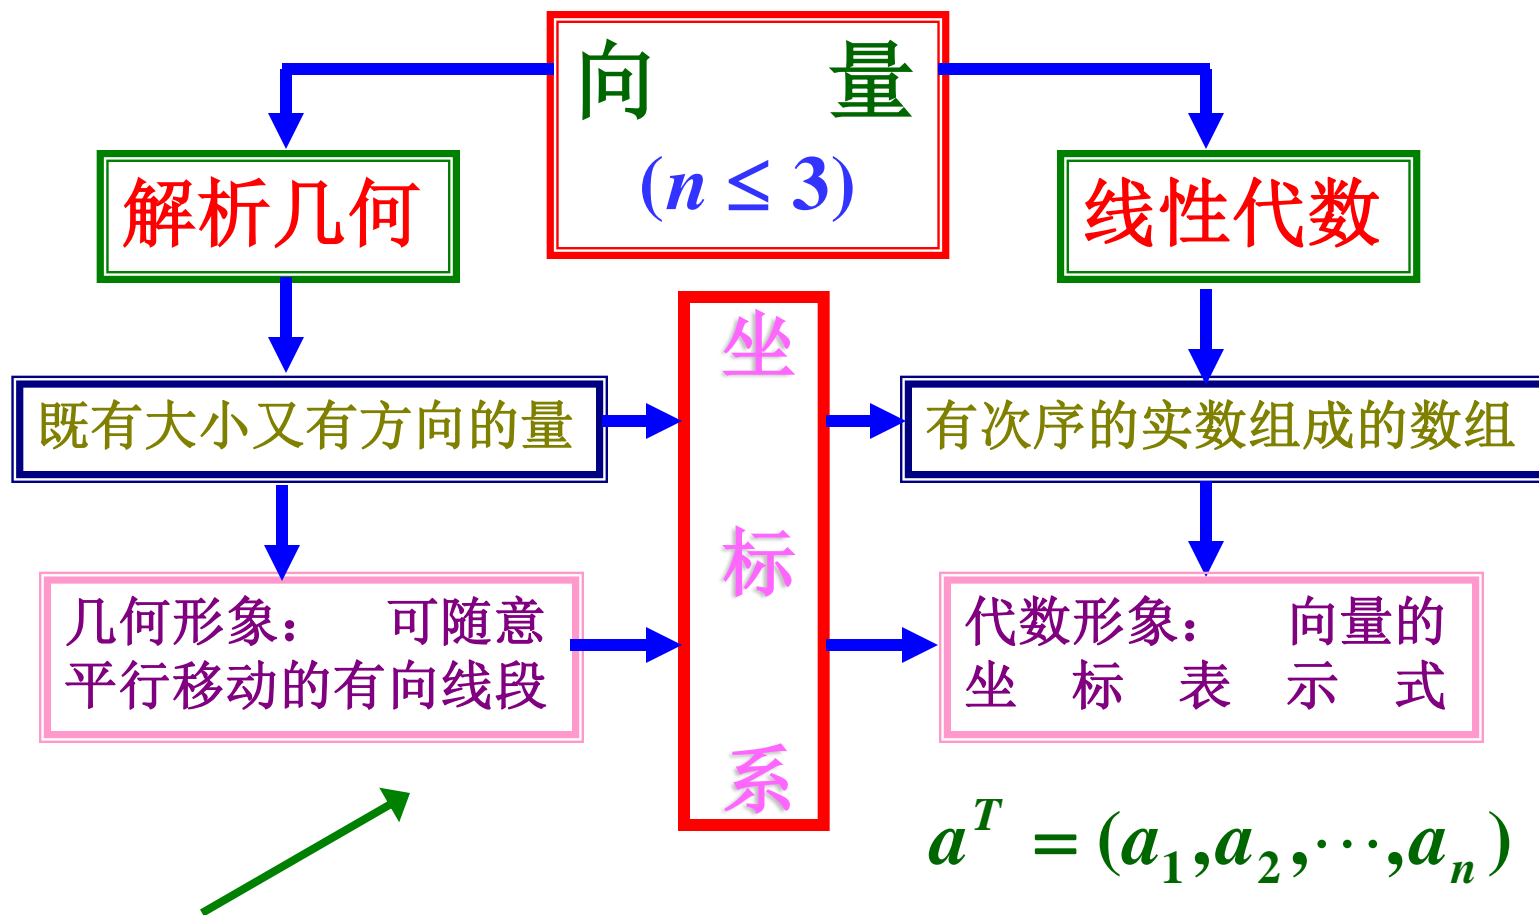 向 量
(n ≤ 3)
解析几何
线性代数
坐
标
系
既有大小又有方向的量
有次序的实数组成的数组
几何形象： 可随意
平行移动的有向线段
代数形象： 向量的
坐 标 表 示 式
a^T = (a_1,a_2,⋯,a_n)